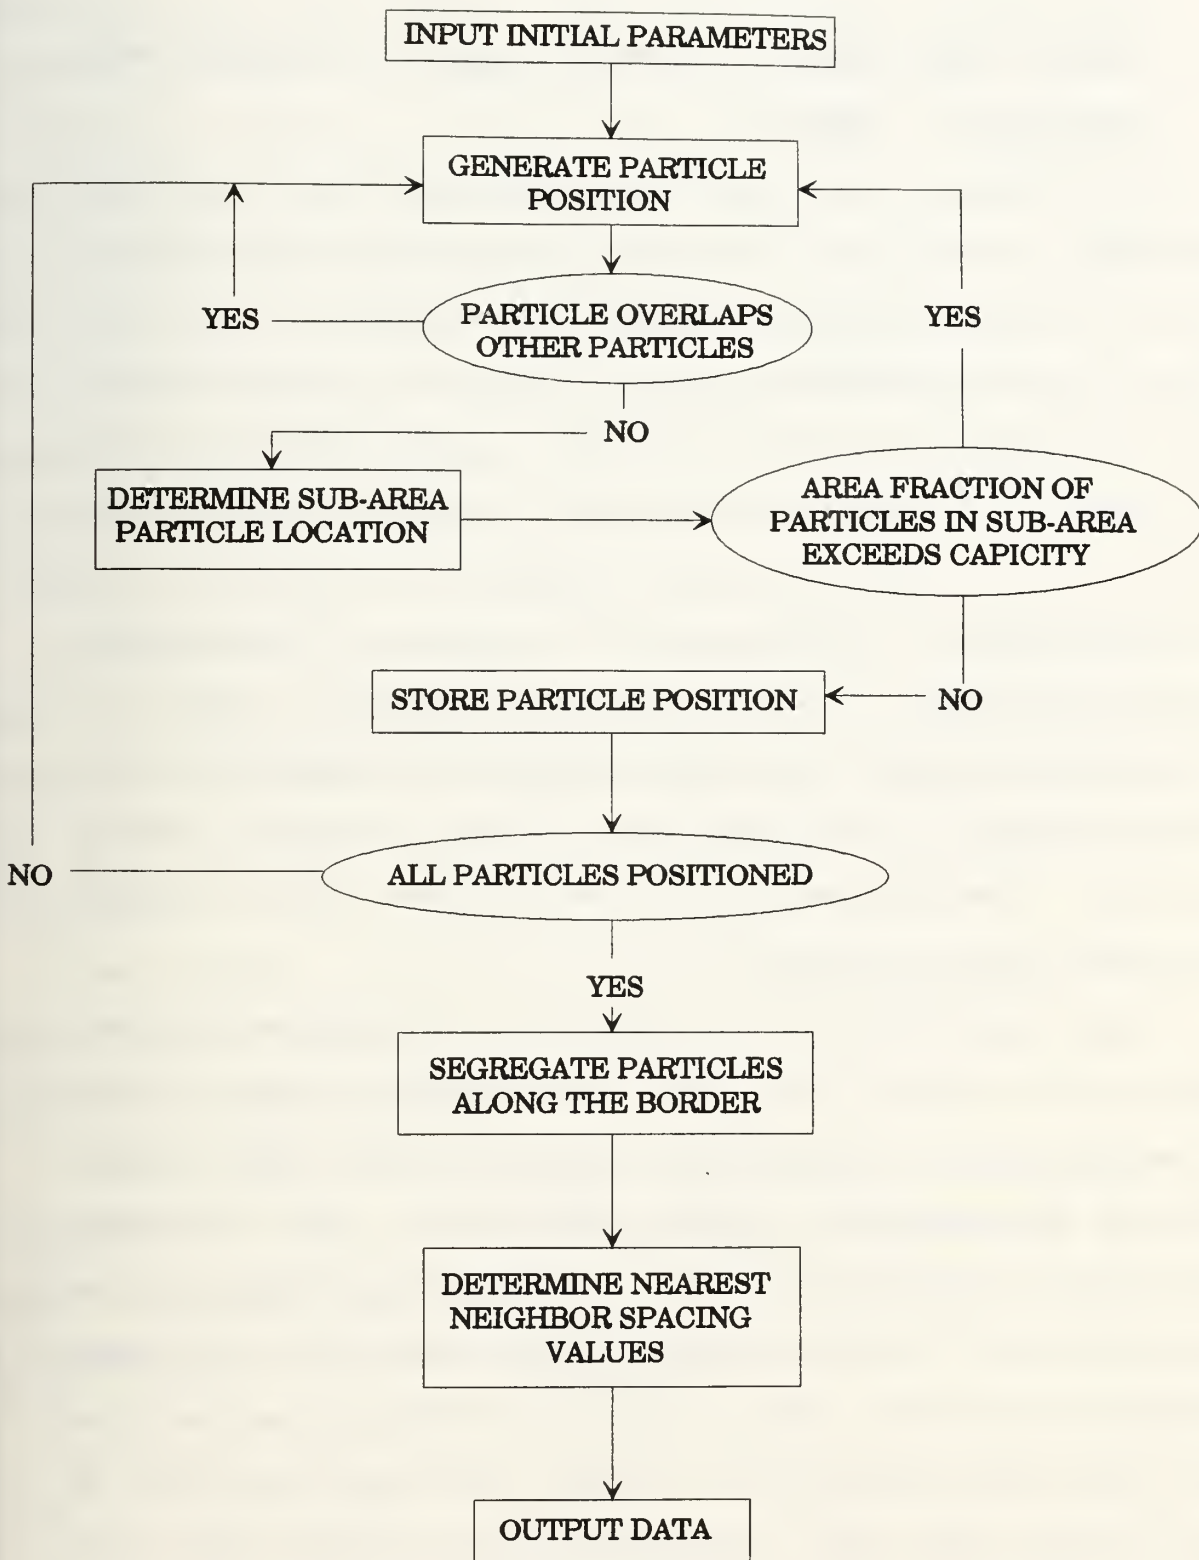 INPUT INITIAL PARAMETERS
GENERATE PARTICLE
POSITION
YES
PARTICLE OVERLAPS
OTHER PARTICLES
YES
NO
DETERMINE SUB-AREA
PARTICLE LOCATION
AREA FRACTION OF
PARTICLES IN SUB-AREA
EXCEEDS CAPICITY
STORE PARTICLE POSITION
NO
NO
ALL PARTICLES POSITIONED
YES
SEGREGATE PARTICLES
ALONG THE BORDER
DETERMINE NEAREST
NEIGHBOR SPACING
VALUES
OUTPUT DATA